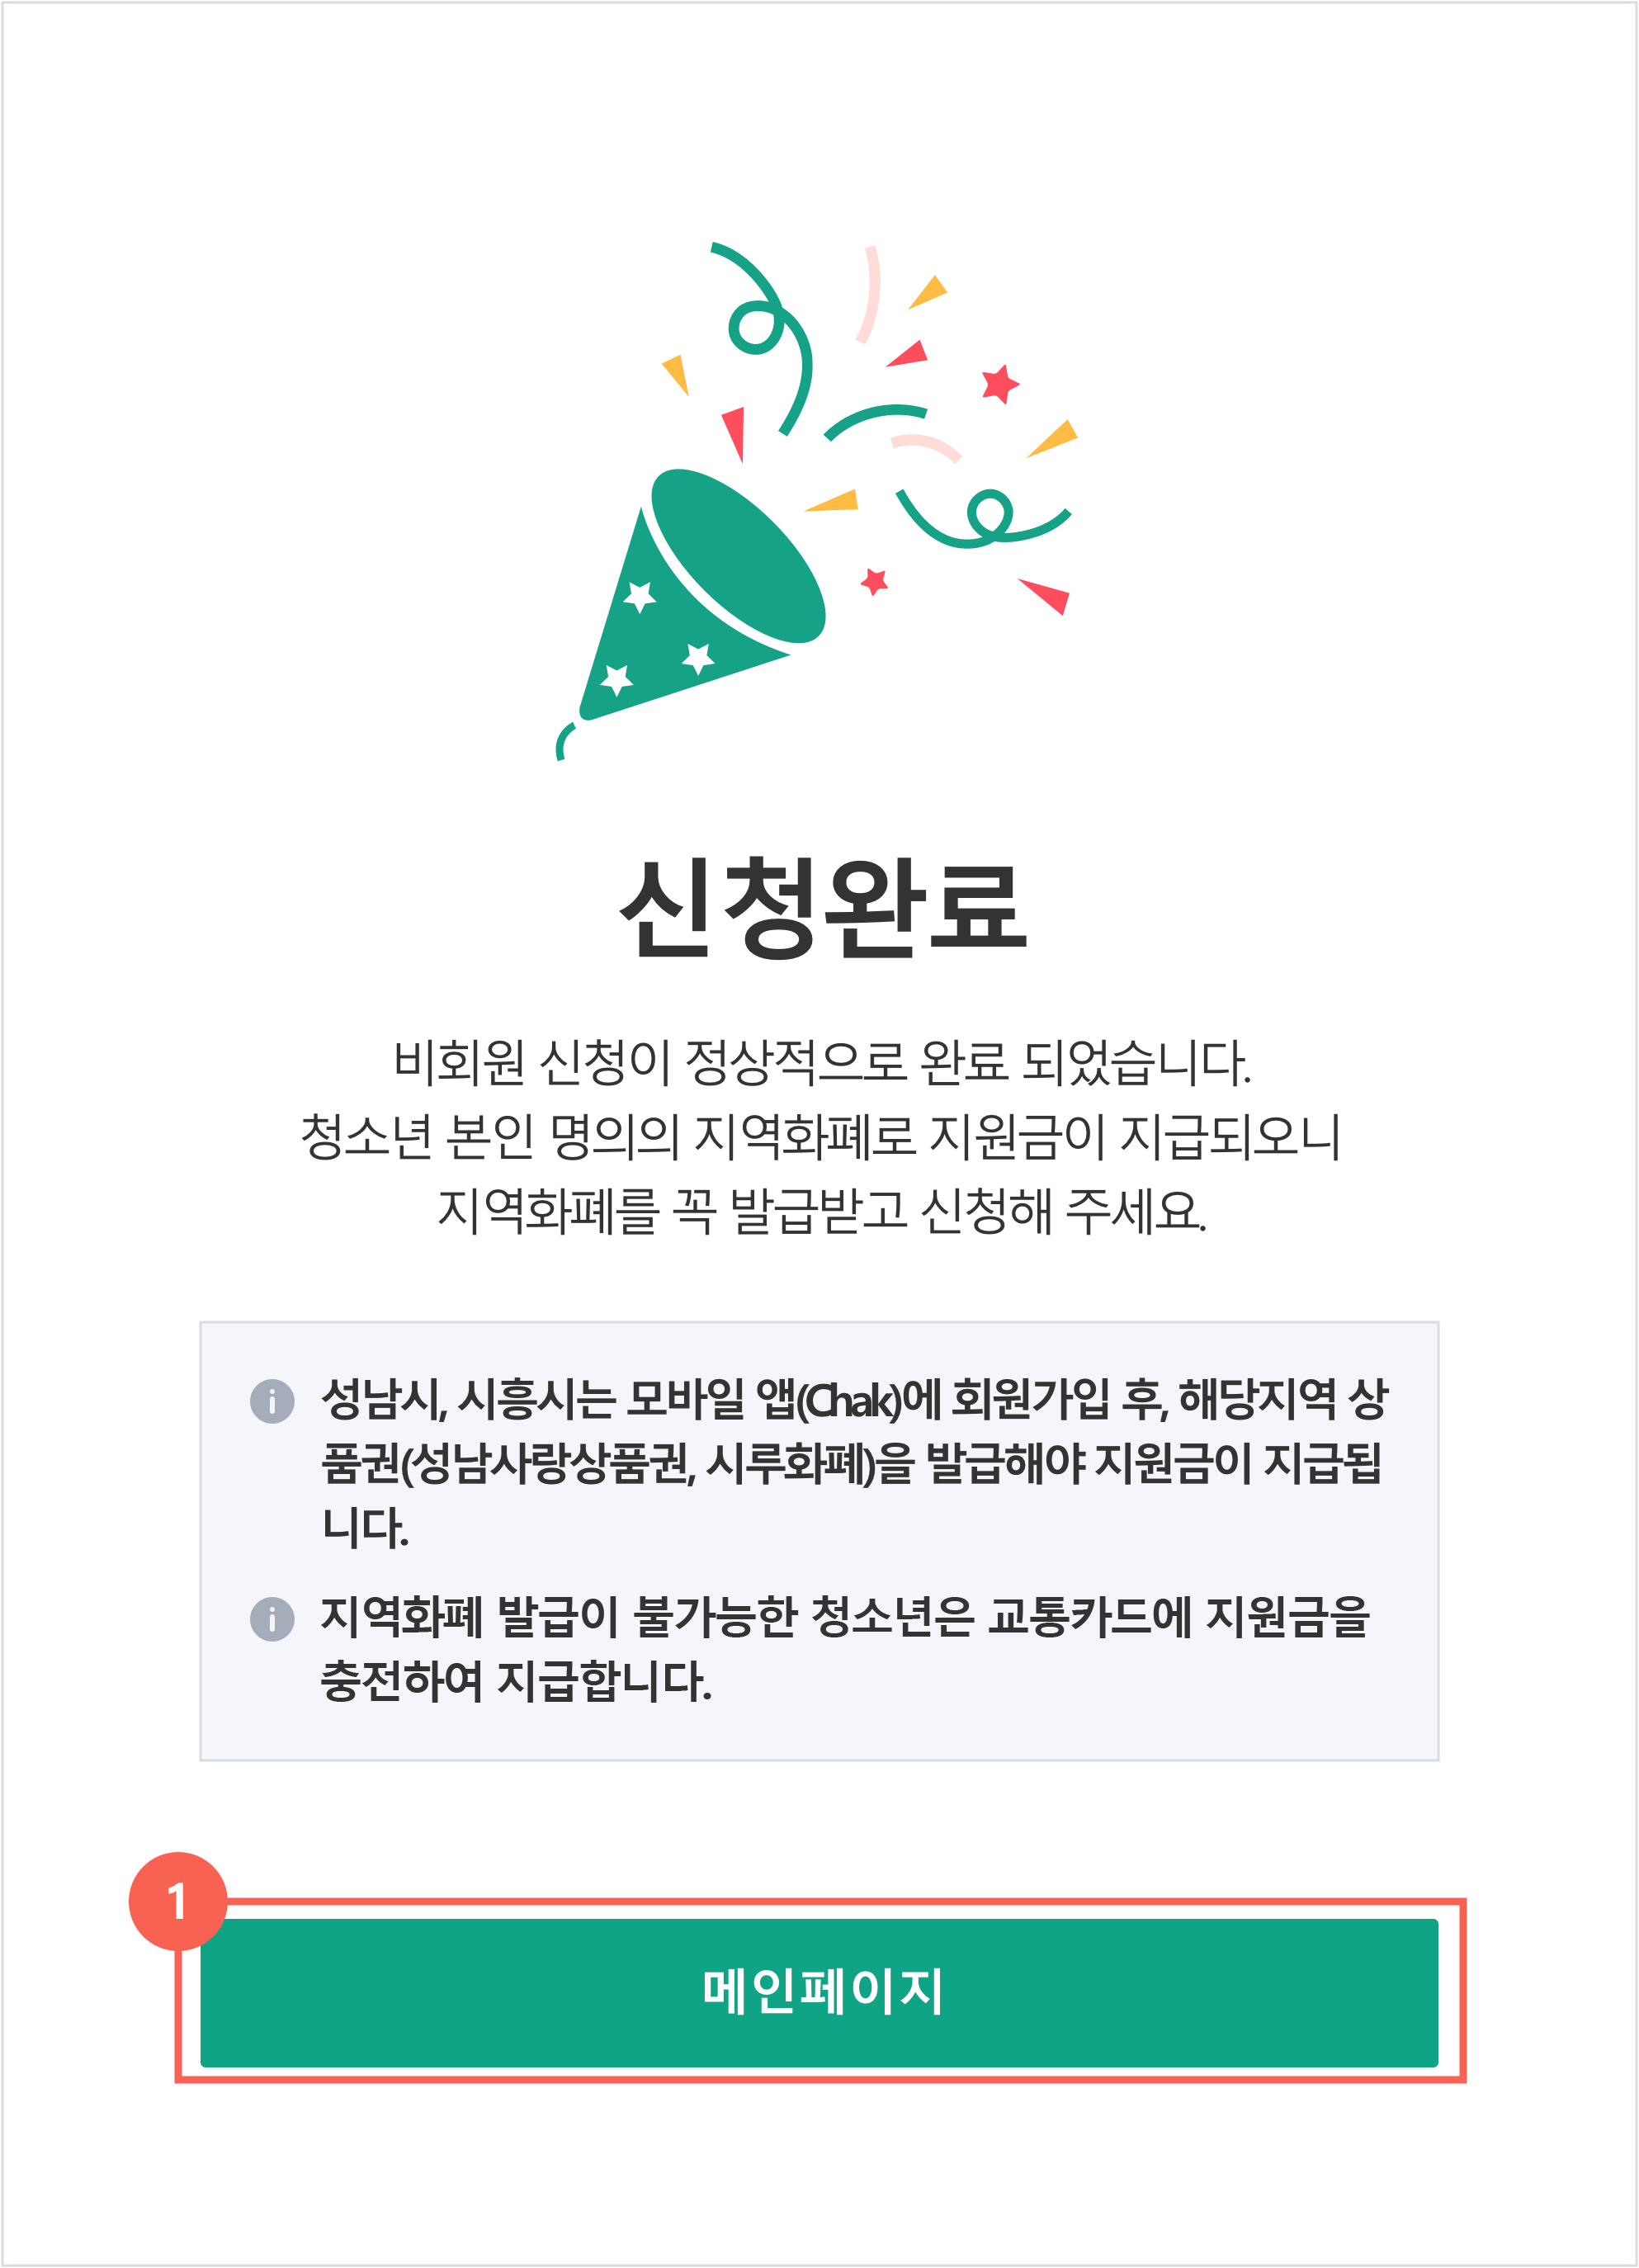 신청완료
비회원 신청이 정상적으로 완료 되었습니다.
청소년 본인 명의의 지역화폐로 지원금이 지급되오니
지역화폐를 꼭 발급받고 신청해 주세요.
성남시, 시흥시는 모바일 앱(Chak)에 회원가입 후, 해당지역 상
품권(성남사랑상품권, 시루화폐)을 발급해야 지원금이 지급됩
니다.
지역화폐 발급이 불가능한 청소년은 교통카드에 지원금을
충전하여 지급합니다.
1
메인페이지